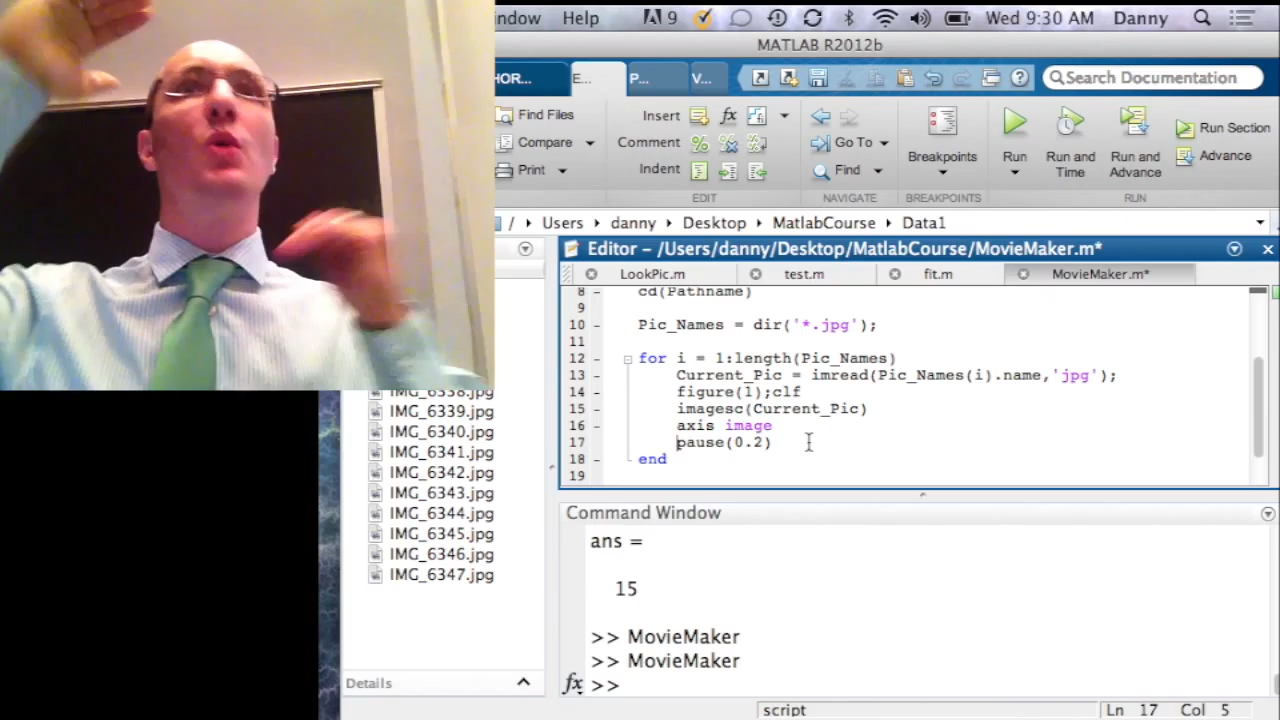 indow Help 9 Wed 9:30 AM Danny
MATLAB R2012b
HOR... E... P... V... Search Documentation
Find Files Insert fx
Compare Comment Go To Breakpoints Run Run and Time Run and Advance Run Section
Print Indent Find Advance
EDIT NAVIGATE BREAKPOINTS RUN
/ Users danny Desktop MatlabCourse Data1
Editor – /Users/danny/Desktop/MatlabCourse/MovieMaker.m*
LookPic.m test.m fit.m MovieMaker.m*
8 – cd(Pathname)
9
10 – Pic_Names = dir('*.jpg');
11
12 – for i = 1:length(Pic_Names)
13 – Current_Pic = imread(Pic_Names(i).name,'jpg');
14 – figure(1);clf
15 – imagesc(Current_Pic)
16 – axis image
17 – pause(0.2)
18 – end
19
IMG_6338.jpg
IMG_6339.jpg
IMG_6340.jpg
IMG_6341.jpg
IMG_6342.jpg
IMG_6343.jpg
IMG_6344.jpg
IMG_6345.jpg
IMG_6346.jpg
IMG_6347.jpg
Details
Command Window
ans =
15
>> MovieMaker
>> MovieMaker
fx >>
script Ln 17 Col 5